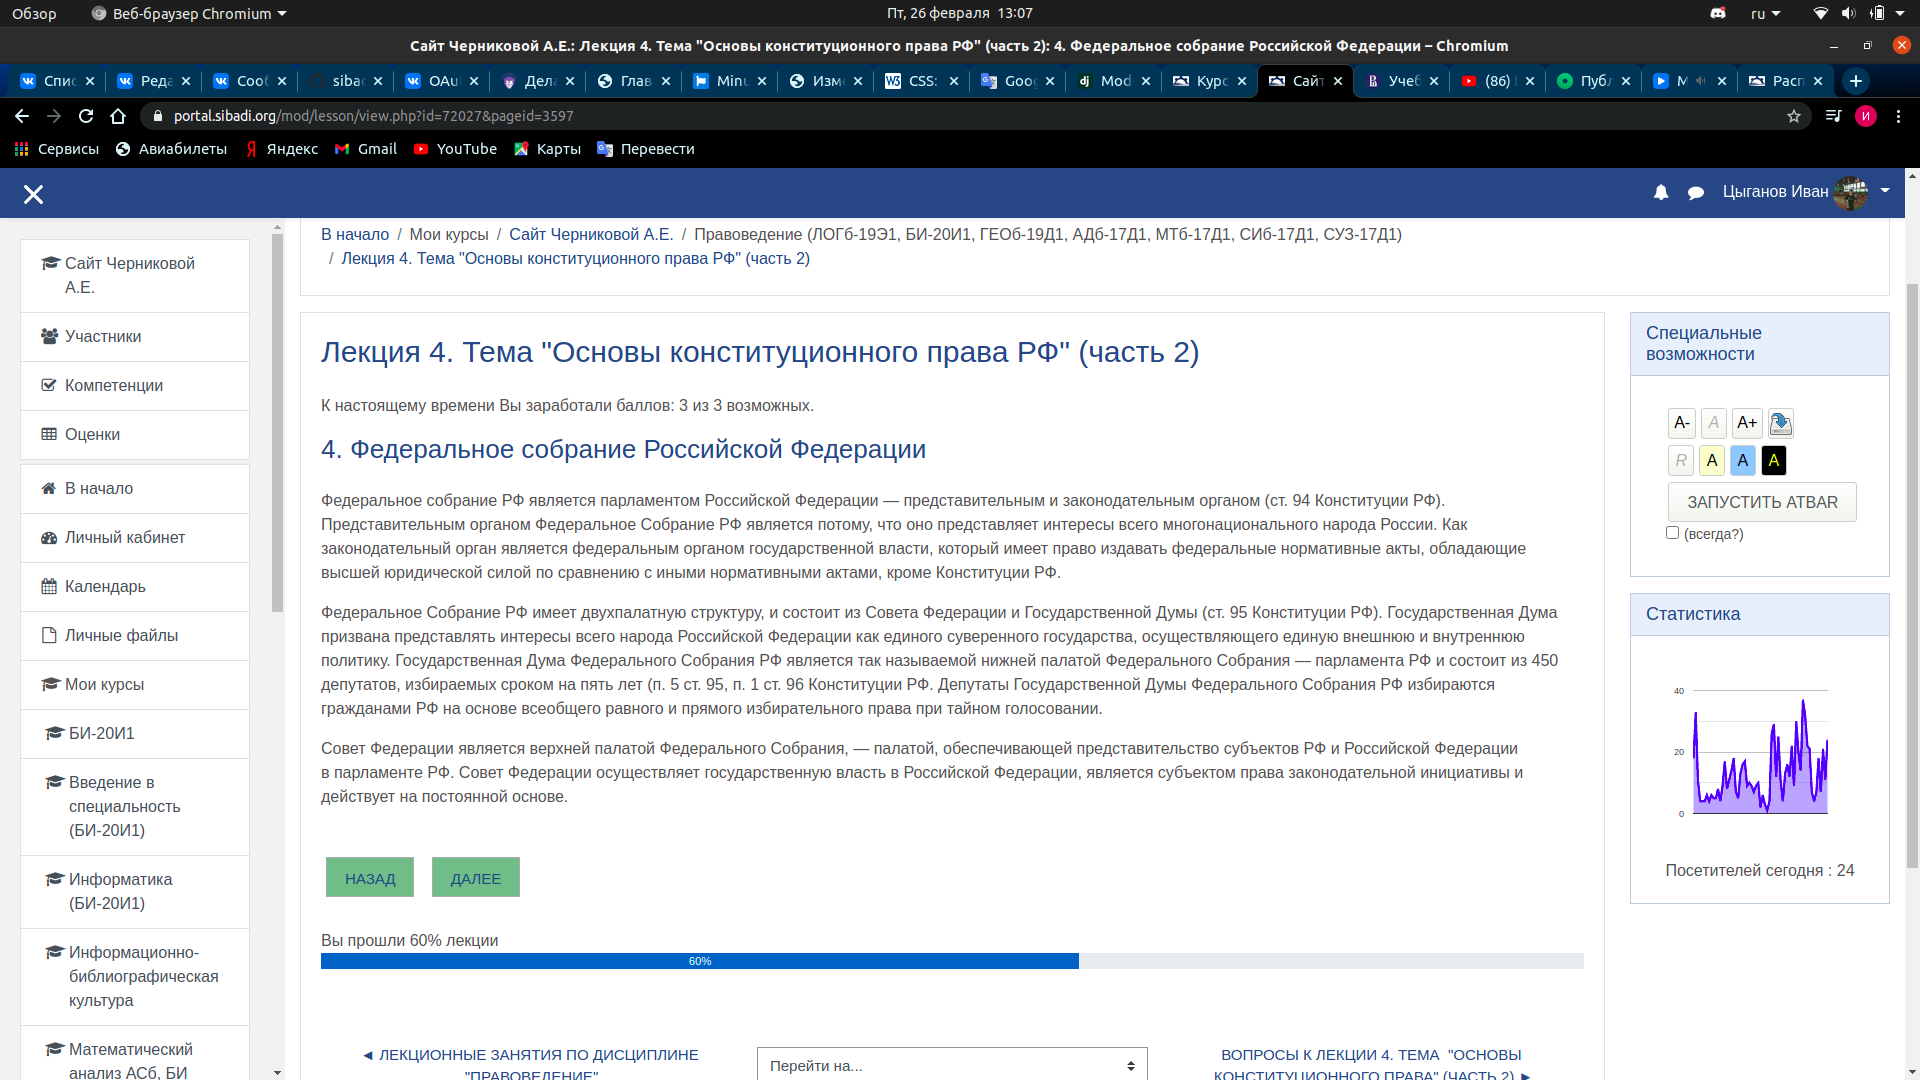 Обзор
Веб-браузер Chromium
Пт, 26 февраля 13:07
ru
Сайт Черниковой А.Е.: Лекция 4. Тема "Основы конституционного права РФ" (часть 2): 4. Федеральное собрание Российской Федерации – Chromium
Спис
Реда
Сооб
sibac
OAu
Дела
Глав
Minu
Изме
CSS:
Goog
Mod
Курс
Сайт
Учеб
(86)
Публ
М
Расп
portal.sibadi.org/mod/lesson/view.php?id=72027&pageid=3597
И
Сервисы
Авиабилеты
Яндекс
Gmail
YouTube
Карты
Перевести
Цыганов Иван
В начало / Мои курсы / Сайт Черниковой А.Е. / Правоведение (ЛОГб-19Э1, БИ-20И1, ГЕОб-19Д1, АДб-17Д1, МТб-17Д1, СИб-17Д1, СУЗ-17Д1)
/ Лекция 4. Тема "Основы конституционного права РФ" (часть 2)
Сайт Черниковой
А.Е.
Участники
Компетенции
Оценки
В начало
Личный кабинет
Календарь
Личные файлы
Мои курсы
БИ-20И1
Введение в
специальность
(БИ-20И1)
Информатика
(БИ-20И1)
Информационно-
библиографическая
культура
Математический
анализ АСб, БИ
Лекция 4. Тема "Основы конституционного права РФ" (часть 2)
К настоящему времени Вы заработали баллов: 3 из 3 возможных.
4. Федеральное собрание Российской Федерации
Федеральное собрание РФ является парламентом Российской Федерации — представительным и законодательным органом (ст. 94 Конституции РФ).
Представительным органом Федеральное Собрание РФ является потому, что оно представляет интересы всего многонационального народа России. Как
законодательный орган является федеральным органом государственной власти, который имеет право издавать федеральные нормативные акты, обладающие
высшей юридической силой по сравнению с иными нормативными актами, кроме Конституции РФ.
Федеральное Собрание РФ имеет двухпалатную структуру, и состоит из Совета Федерации и Государственной Думы (ст. 95 Конституции РФ). Государственная Дума
призвана представлять интересы всего народа Российской Федерации как единого суверенного государства, осуществляющего единую внешнюю и внутреннюю
политику. Государственная Дума Федерального Собрания РФ является так называемой нижней палатой Федерального Собрания — парламента РФ и состоит из 450
депутатов, избираемых сроком на пять лет (п. 5 ст. 95, п. 1 ст. 96 Конституции РФ. Депутаты Государственной Думы Федерального Собрания РФ избираются
гражданами РФ на основе всеобщего равного и прямого избирательного права при тайном голосовании.
Совет Федерации является верхней палатой Федерального Собрания, — палатой, обеспечивающей представительство субъектов РФ и Российской Федерации
в парламенте РФ. Совет Федерации осуществляет государственную власть в Российской Федерации, является субъектом права законодательной инициативы и
действует на постоянной основе.
НАЗАД
ДАЛЕЕ
Вы прошли 60% лекции
60%
◄ ЛЕКЦИОННЫЕ ЗАНЯТИЯ ПО ДИСЦИПЛИНЕ
"ПРАВОВЕДЕНИЕ"
Перейти на...
ВОПРОСЫ К ЛЕКЦИИ 4. ТЕМА "ОСНОВЫ
КОНСТИТУЦИОННОГО ПРАВА" (ЧАСТЬ 2) ►
Специальные
возможности
A-
A
A+
R
A
A
A
ЗАПУСТИТЬ ATBAR
(всегда?)
Статистика
40
20
0
Посетителей сегодня : 24